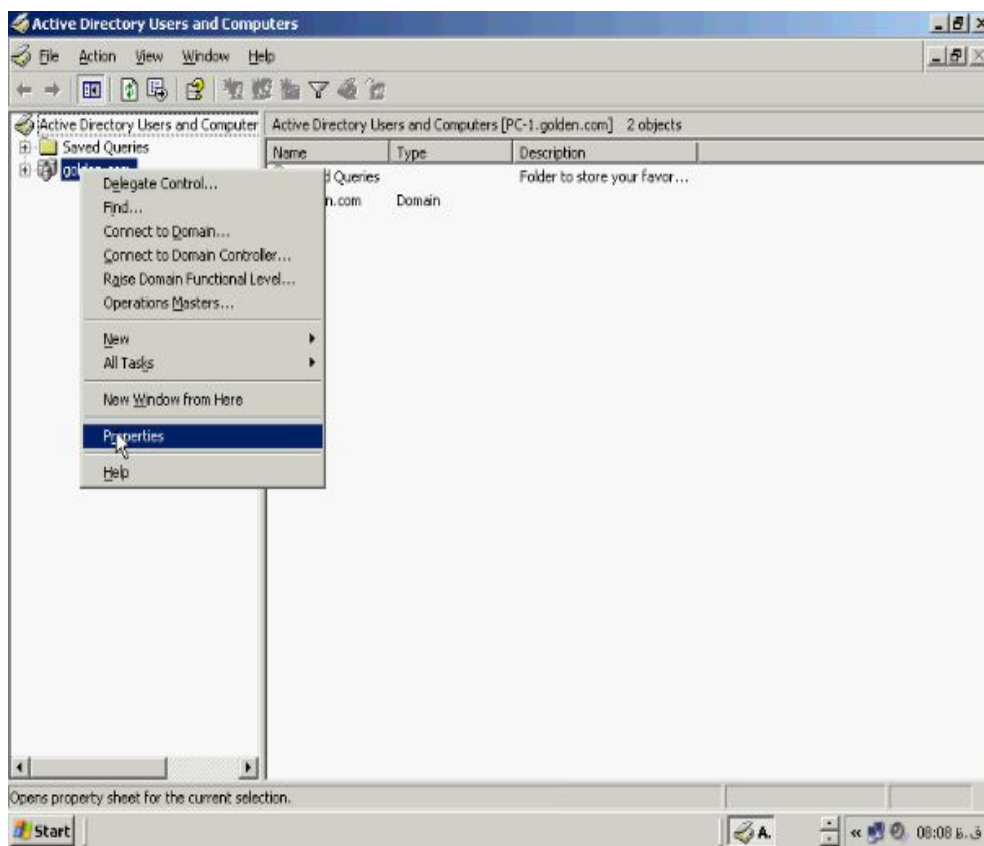 Active Directory Users and Computers
File Action View Window Help
Active Directory Users and Computer
Active Directory Users and Computers [PC-1.golden.com] 2 objects
Saved Queries
Name Type Description
Queries Folder to store your favor...
n.com Domain
Delegate Control...
Find...
Connect to Domain...
Connect to Domain Controller...
Raise Domain Functional Level...
Operations Masters...
New
All Tasks
New Window from Here
Properties
Help
Opens property sheet for the current selection.
Start
A.
08:08 ق.ظ